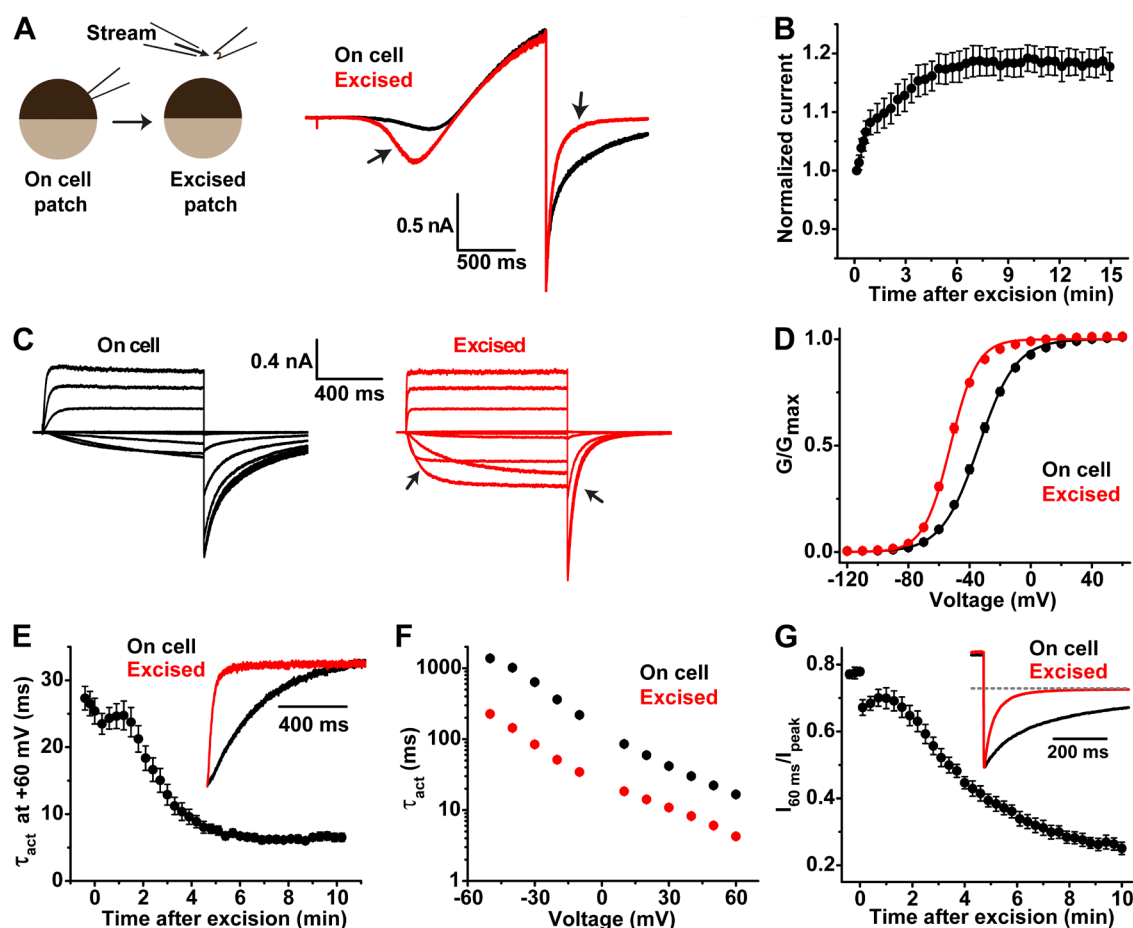 A
Stream
On cell
patch
Excised
patch
On cell
Excised
0.5 nA
500 ms
B
Normalized current
1.2
1.1
1.0
0.9
0 3 6 9 12 15
Time after excision (min)
C
On cell
0.4 nA
400 ms
Excised
D
G/Gmax
1.0
0.5
0.0
On cell
Excised
-120 -80 -40 0 40
Voltage (mV)
E
τact at +60 mV (ms)
30
20
10
0
On cell
Excised
400 ms
0 2 4 6 8 10
Time after excision (min)
F
τact (ms)
1000
100
10
1
On cell
Excised
-60 -30 0 30 60
Voltage (mV)
G
I60 ms/Ipeak
0.8
0.6
0.4
0.2
On cell
Excised
200 ms
0 2 4 6 8 10
Time after excision (min)